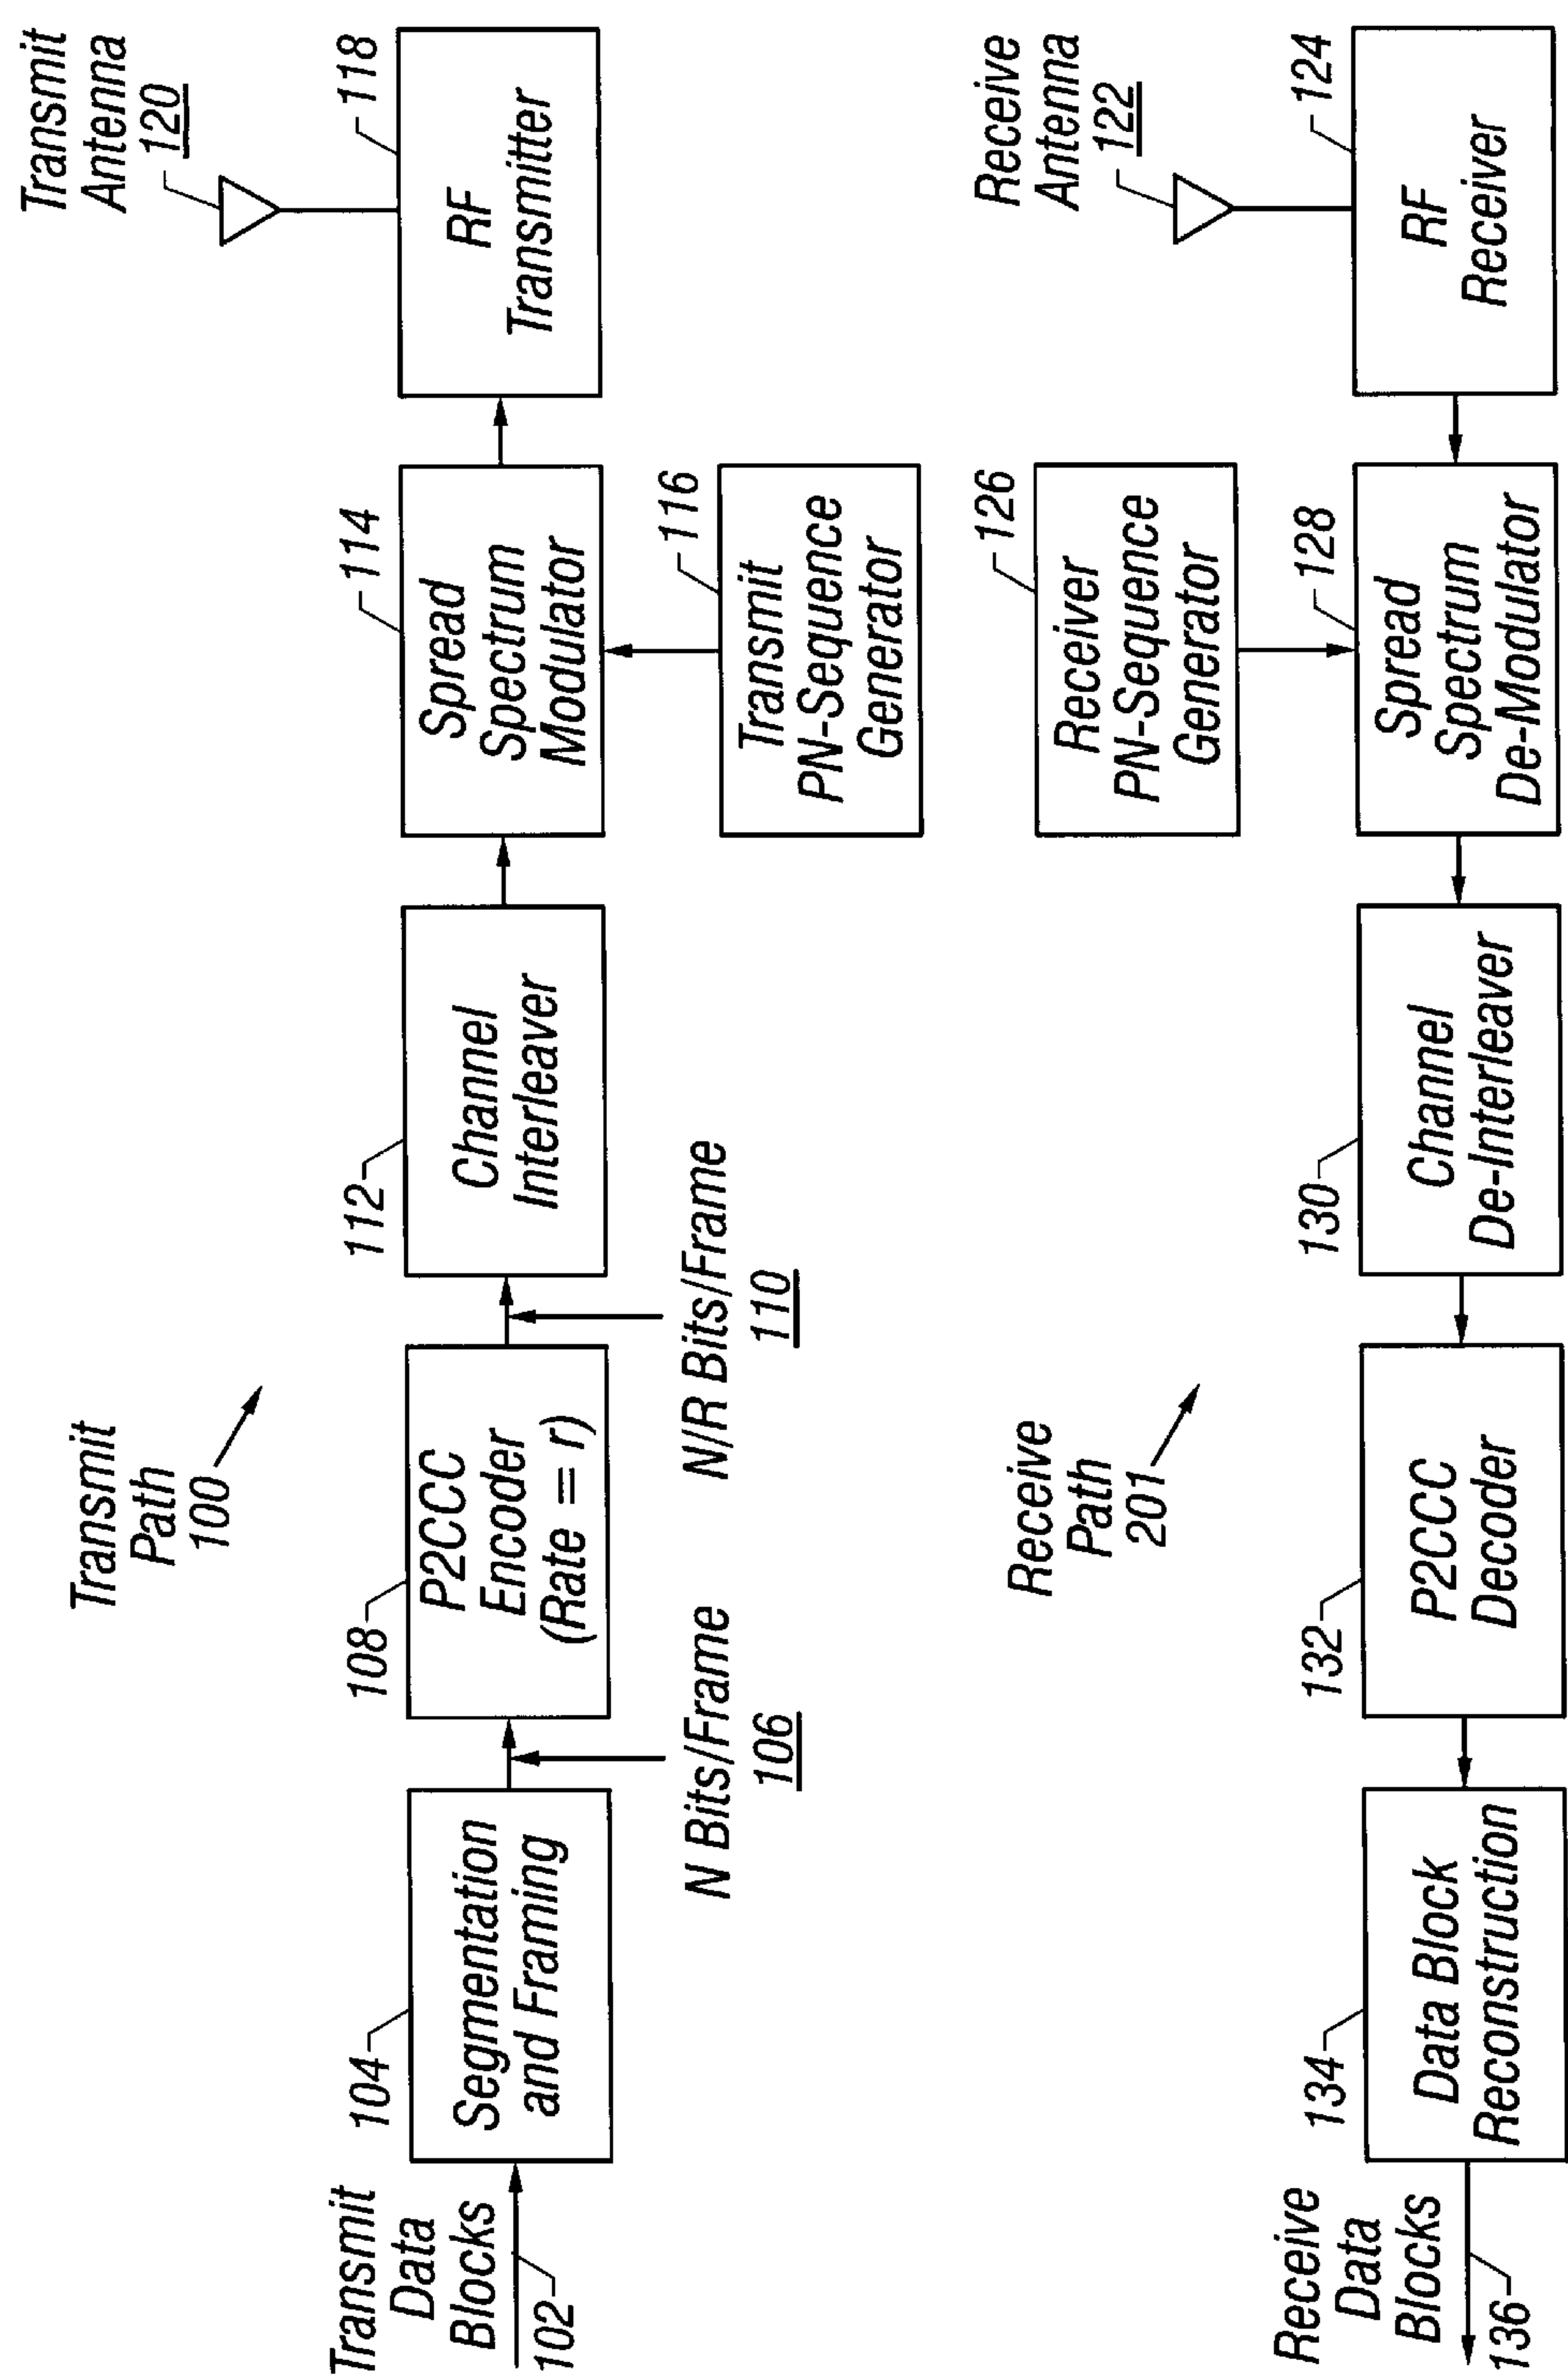 Transmit
Path
100
Transmit
Data
Blocks
102
104
Segmentation
and Framing
N Bits/Frame
106
108
P2CCC
Encoder
(Rate = r)
N/R Bits/Frame
110
112
Channel
Interleaver
114
Spread
Spectrum
Modulator
116
Transmit
PN-Sequence
Generator
118
RF
Transmitter
Transmit
Antenna
120
Receive
Path
201
Receive
Data
Blocks
136
134
Data Block
Reconstruction
132
P2CCC
Decoder
130
Channel
De-Interleaver
126
Receiver
PN-Sequence
Generator
128
Spread
Spectrum
De-Modulator
Receive
Antenna
122
124
RF
Receiver